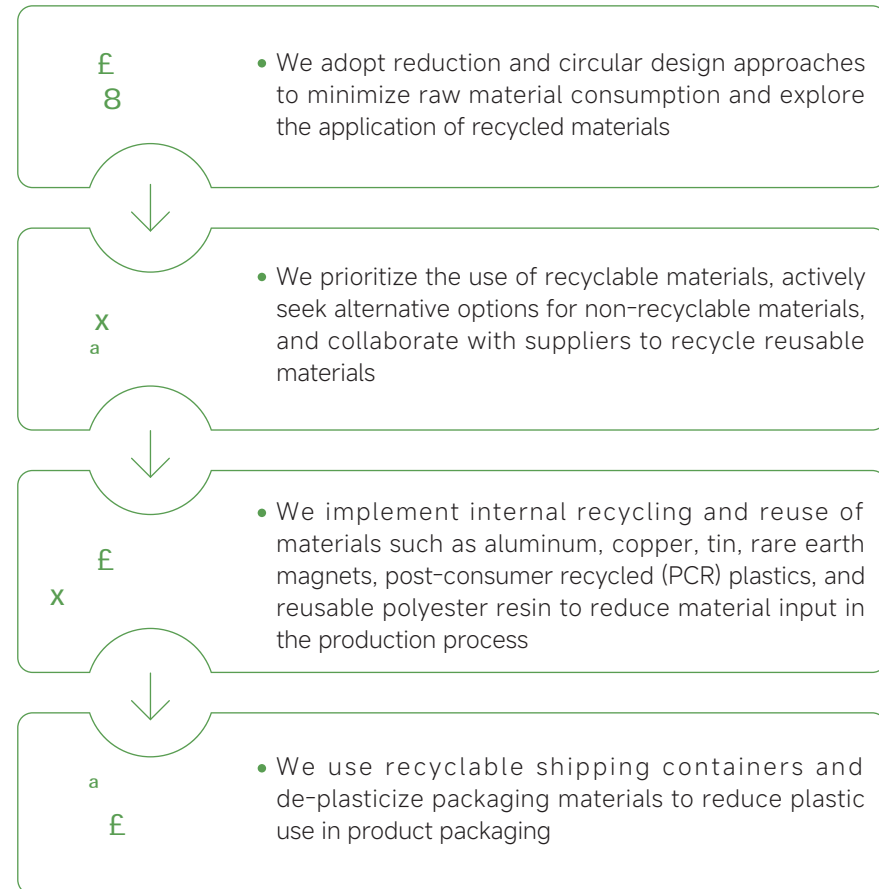 £
8
• We adopt reduction and circular design approaches
to minimize raw material consumption and explore
the application of recycled materials
x
a
• We prioritize the use of recyclable materials, actively
seek alternative options for non-recyclable materials,
and collaborate with suppliers to recycle reusable
materials
£
x
• We implement internal recycling and reuse of
materials such as aluminum, copper, tin, rare earth
magnets, post-consumer recycled (PCR) plastics, and
reusable polyester resin to reduce material input in
the production process
a
£
• We use recyclable shipping containers and
de-plasticize packaging materials to reduce plastic
use in product packaging